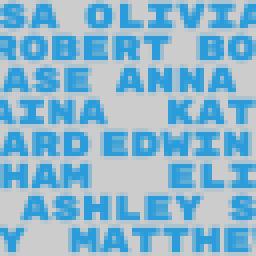 SA OLIVIA
ROBERT BO
ASE ANNA
AINA KAT
ARD EDWIN
HAM ELI
ASHLEY S
Y MATTHE